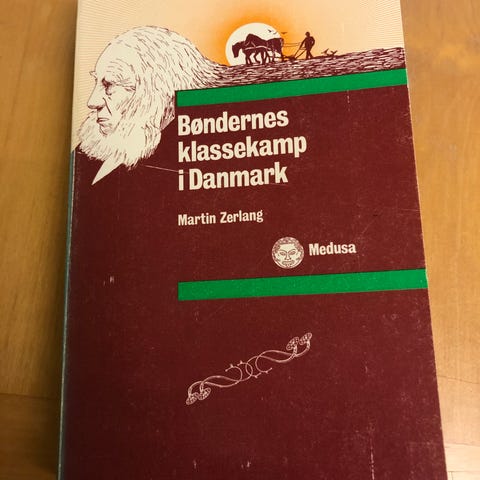 Bøndernes
klassekamp
i Danmark
Martin Zerlang
Medusa